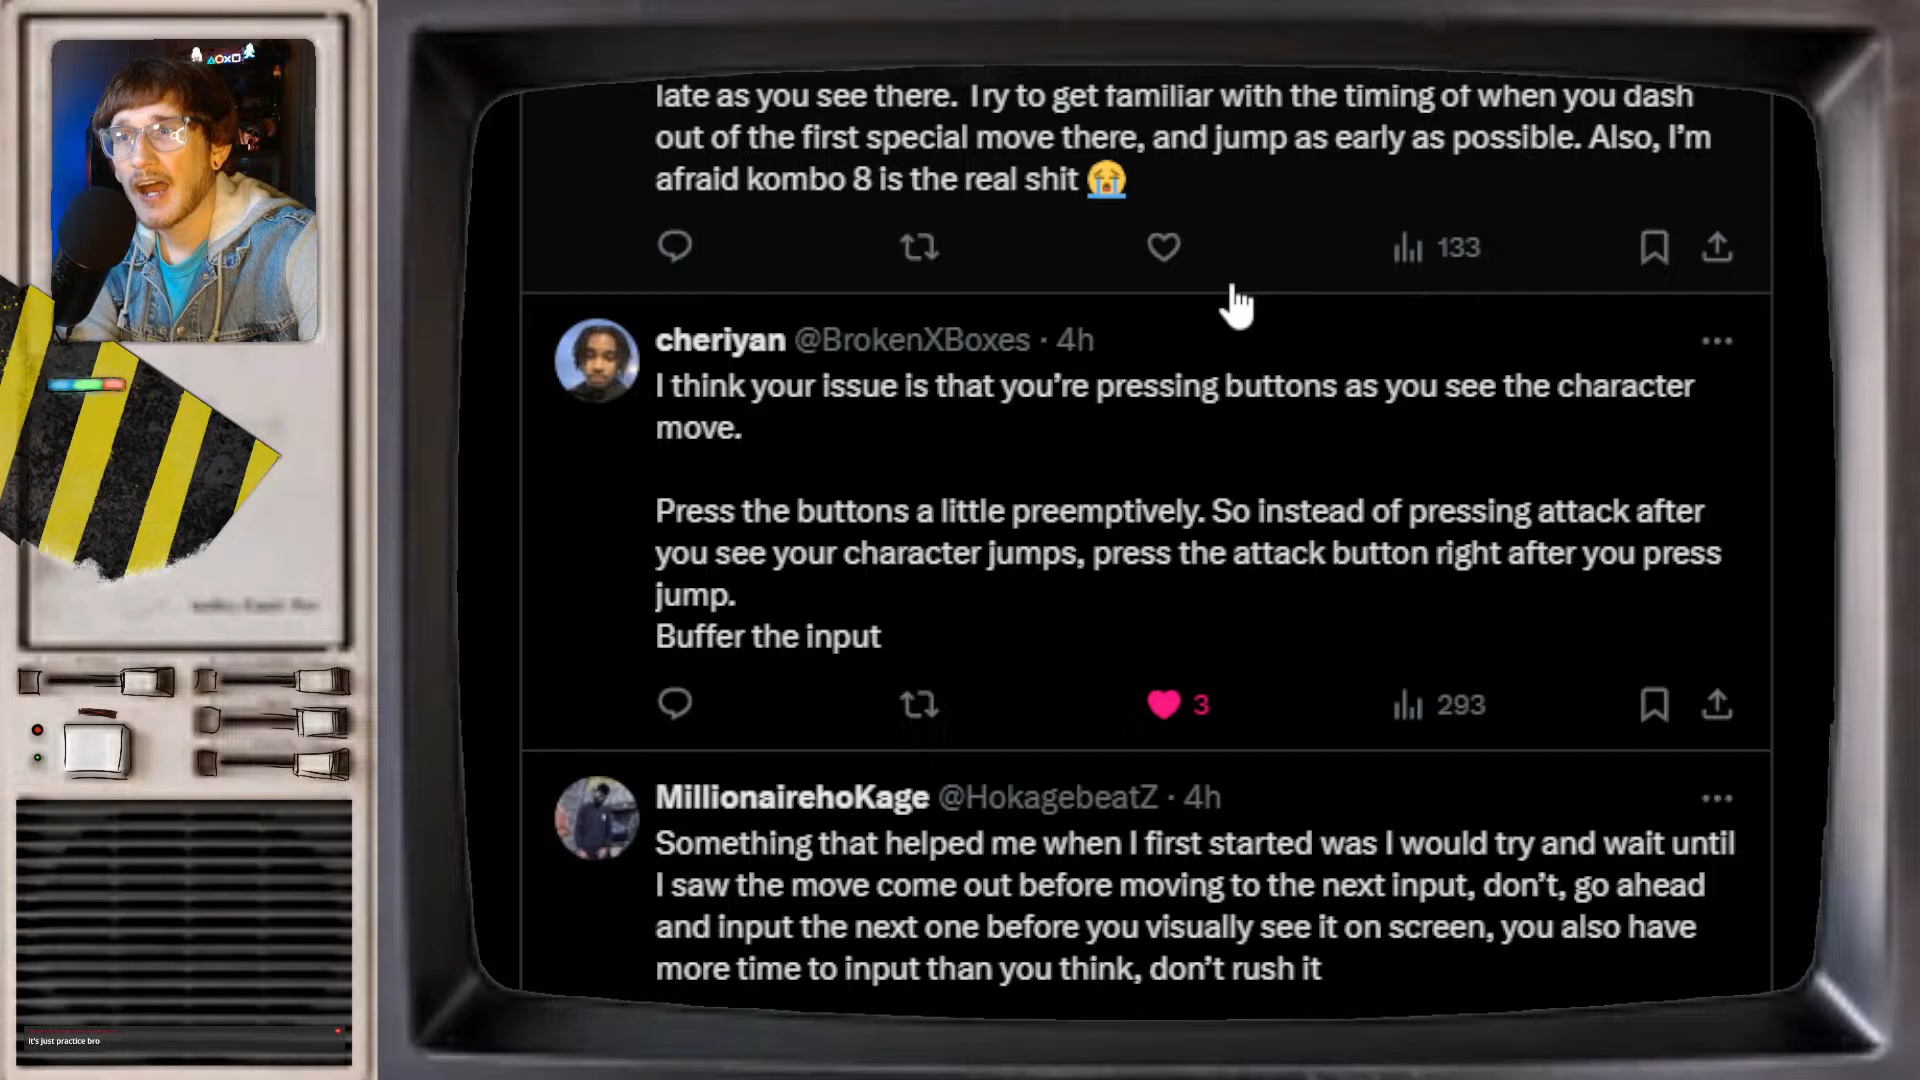 late as you see there. Try to get familiar with the timing of when you dash
out of the first special move there, and jump as early as possible. Also, I'm
afraid kombo 8 is the real shit 😭
133
cheriyan @BrokenXBoxes · 4h
I think your issue is that you're pressing buttons as you see the character
move.
Press the buttons a little preemptively. So instead of pressing attack after
you see your character jumps, press the attack button right after you press
jump.
Buffer the input
3 293
MillionairehoKage @HokagebeatZ · 4h
Something that helped me when I first started was I would try and wait until
I saw the move come out before moving to the next input, don't, go ahead
and input the next one before you visually see it on screen, you also have
more time to input than you think, don't rush it
it's just practice bro